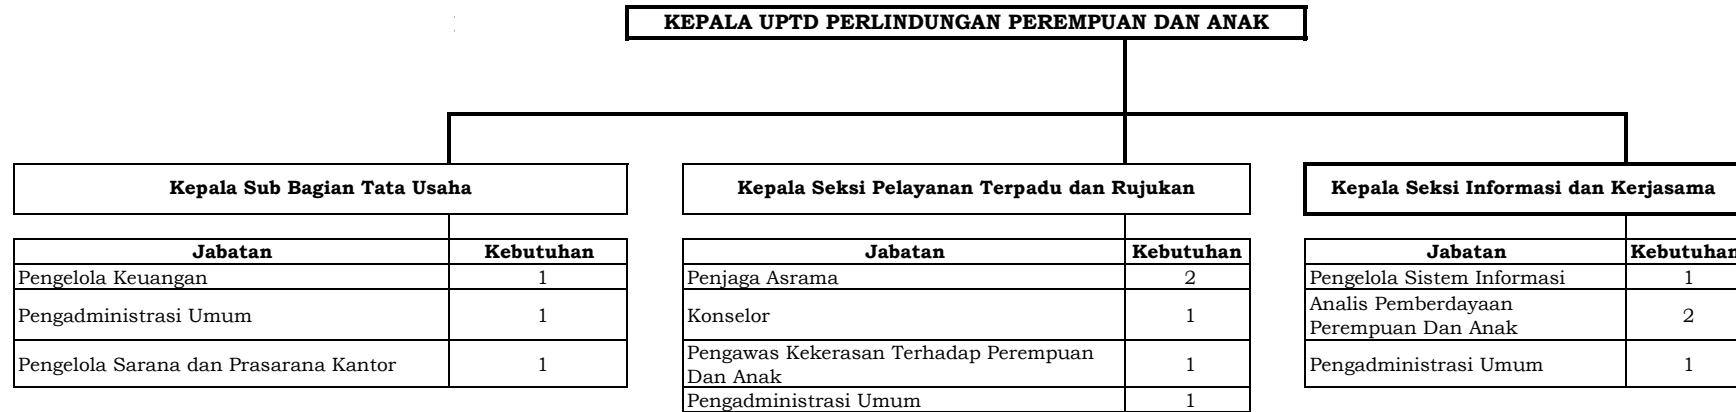 KEPALA UPTD PERLINDUNGAN PEREMPUAN DAN ANAK
Kepala Sub Bagian Tata Usaha
Jabatan Kebutuhan
Pengelola Keuangan 1
Pengadministrasi Umum 1
Pengelola Sarana dan Prasarana Kantor 1
Kepala Seksi Pelayanan Terpadu dan Rujukan
Jabatan Kebutuhan
Penjaga Asrama 2
Konselor 1
Pengawas Kekerasan Terhadap Perempuan
Dan Anak 1
Pengadministrasi Umum 1
Kepala Seksi Informasi dan Kerjasama
Jabatan Kebutuhan
Pengelola Sistem Informasi 1
Analis Pemberdayaan
Perempuan Dan Anak 2
Pengadministrasi Umum 1